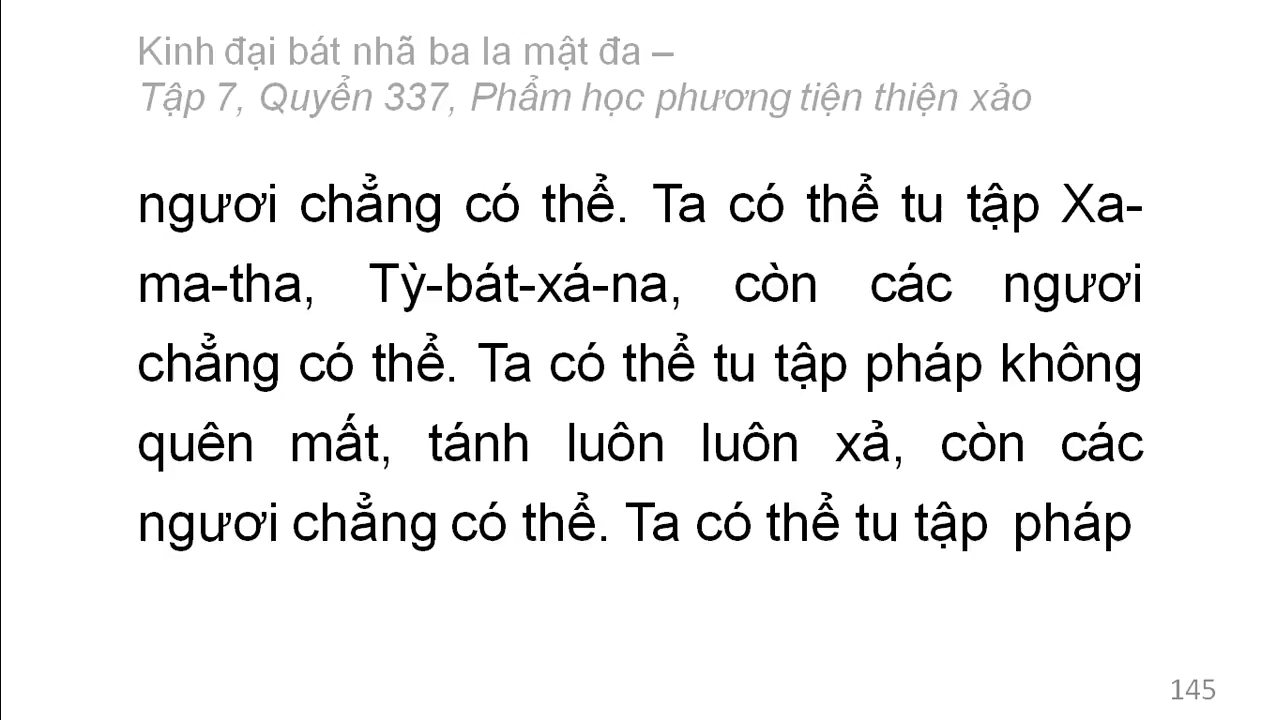 Kinh đại bát nhã ba la mật đa –
Tập 7, Quyển 337, Phẩm học phương tiện thiện xảo
ngươi chẳng có thể. Ta có thể tu tập Xa-
ma-tha, Tỳ-bát-xá-na, còn các ngươi
chẳng có thể. Ta có thể tu tập pháp không
quên mất, tánh luôn luôn xả, còn các
ngươi chẳng có thể. Ta có thể tu tập pháp
145